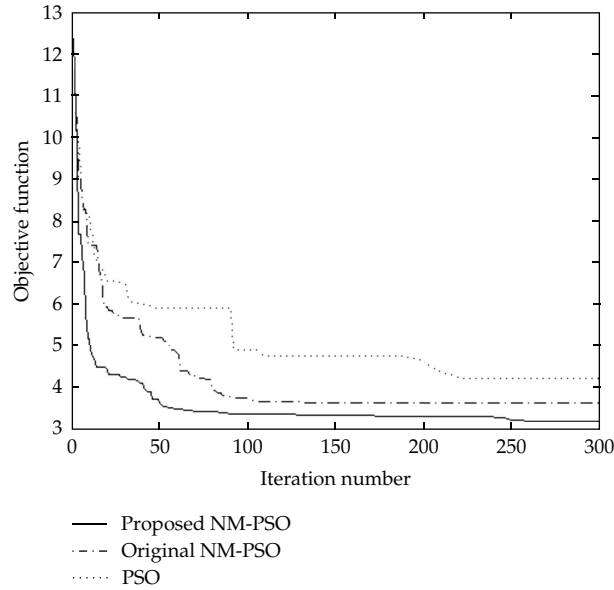 13
12
11
10
9
8
7
6
5
4
3
Objective function
0 50 100 150 200 250 300
Iteration number
Proposed NM-PSO
Original NM-PSO
PSO